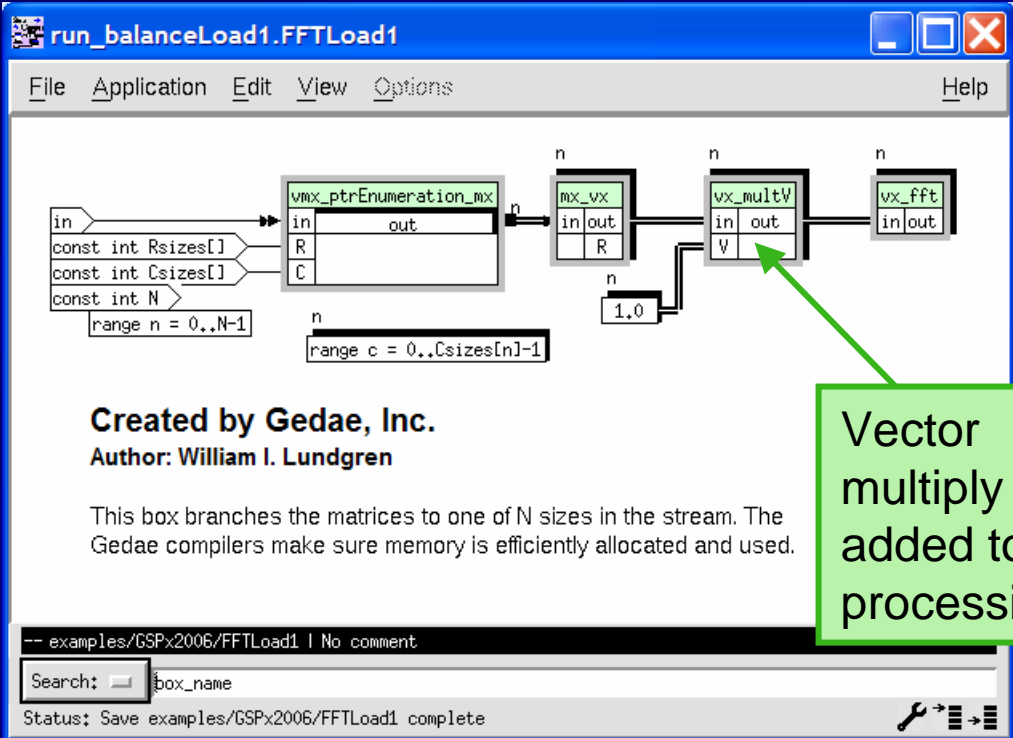 run_balanceLoad1.FFTLoad1
File Application Edit View Options Help
n n n
vmx_ptrEnumeration_mx n mx_vx vx_multV vx_fft
in in out in out in out in out
const int Rsizes[] R R V
const int Csizes[] C
const int N n
range n = 0..N-1 n 1.0
range c = 0..Csizes[n]-1
Created by Gedae, Inc.
Author: William I. Lundgren
This box branches the matrices to one of N sizes in the stream. The
Gedae compilers make sure memory is efficiently allocated and used.
Vector
multiply
added to
-- examples/GSPx2006/FFTLoad1 | No comment
Search: box_name
Status: Save examples/GSPx2006/FFTLoad1 complete